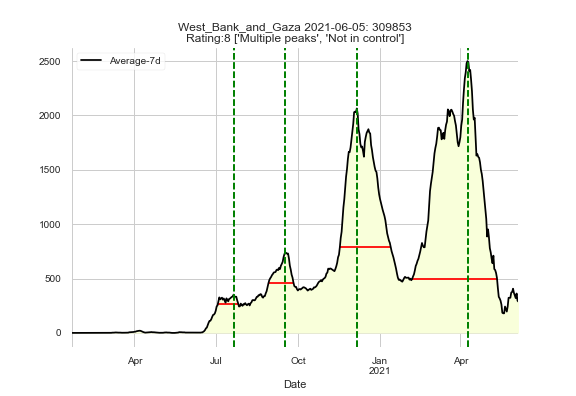 West_Bank_and_Gaza 2021-06-05: 309853
Rating:8 ['Multiple peaks', 'Not in control']
Average-7d
2500
2000
1500
1000
500
0
Apr
Jul
Oct
Jan
2021
Apr
Date